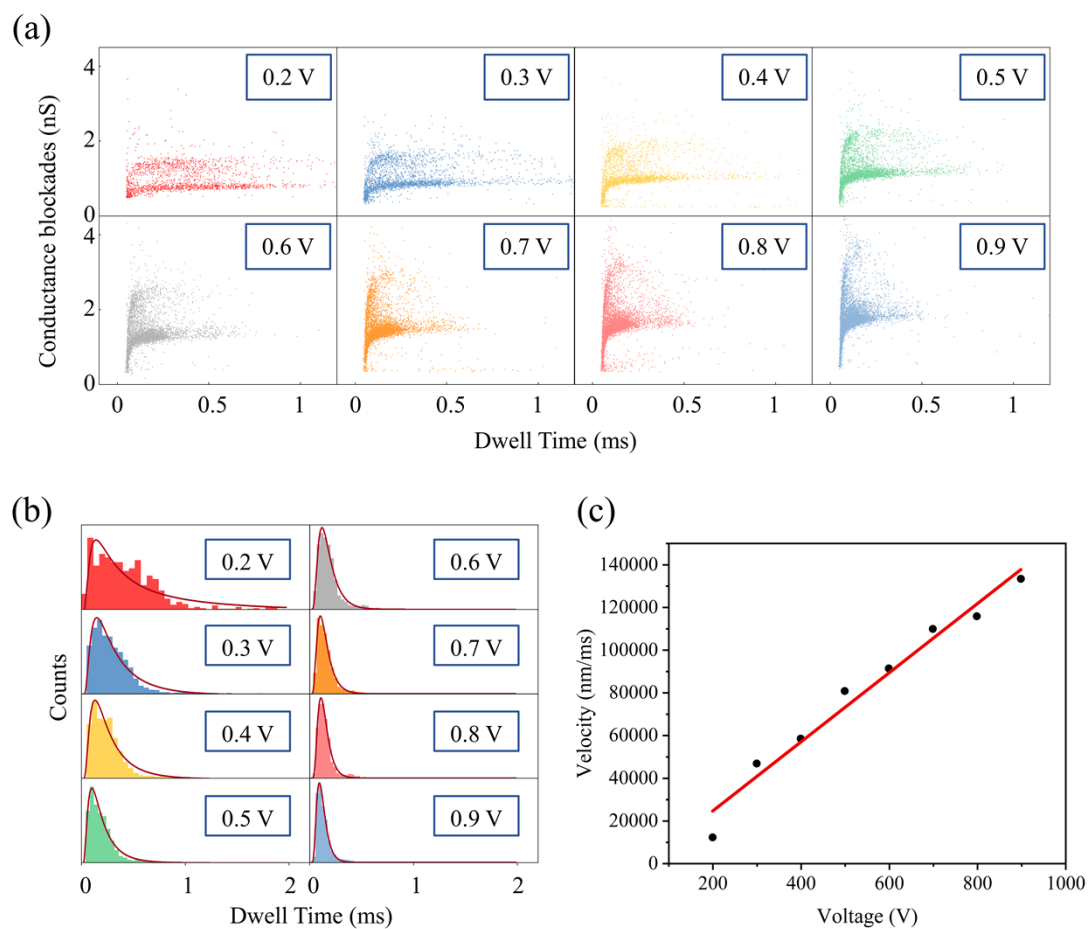 (a)
0.2 V
0.3 V
0.4 V
0.5 V
4
2
0
Conductance blockades (nS)
0.6 V
0.7 V
0.8 V
0.9 V
4
2
0
0 0.5 1 0 0.5 1 0 0.5 1 0 0.5 1
Dwell Time (ms)
(b)
0.2 V
0.6 V
0.3 V
0.7 V
Counts
0.4 V
0.8 V
0.5 V
0.9 V
0 1 2 0 1 2
Dwell Time (ms)
(c)
140000
120000
100000
80000
60000
40000
20000
0
Velocity (nm/ms)
200 400 600 800 1000
Voltage (V)